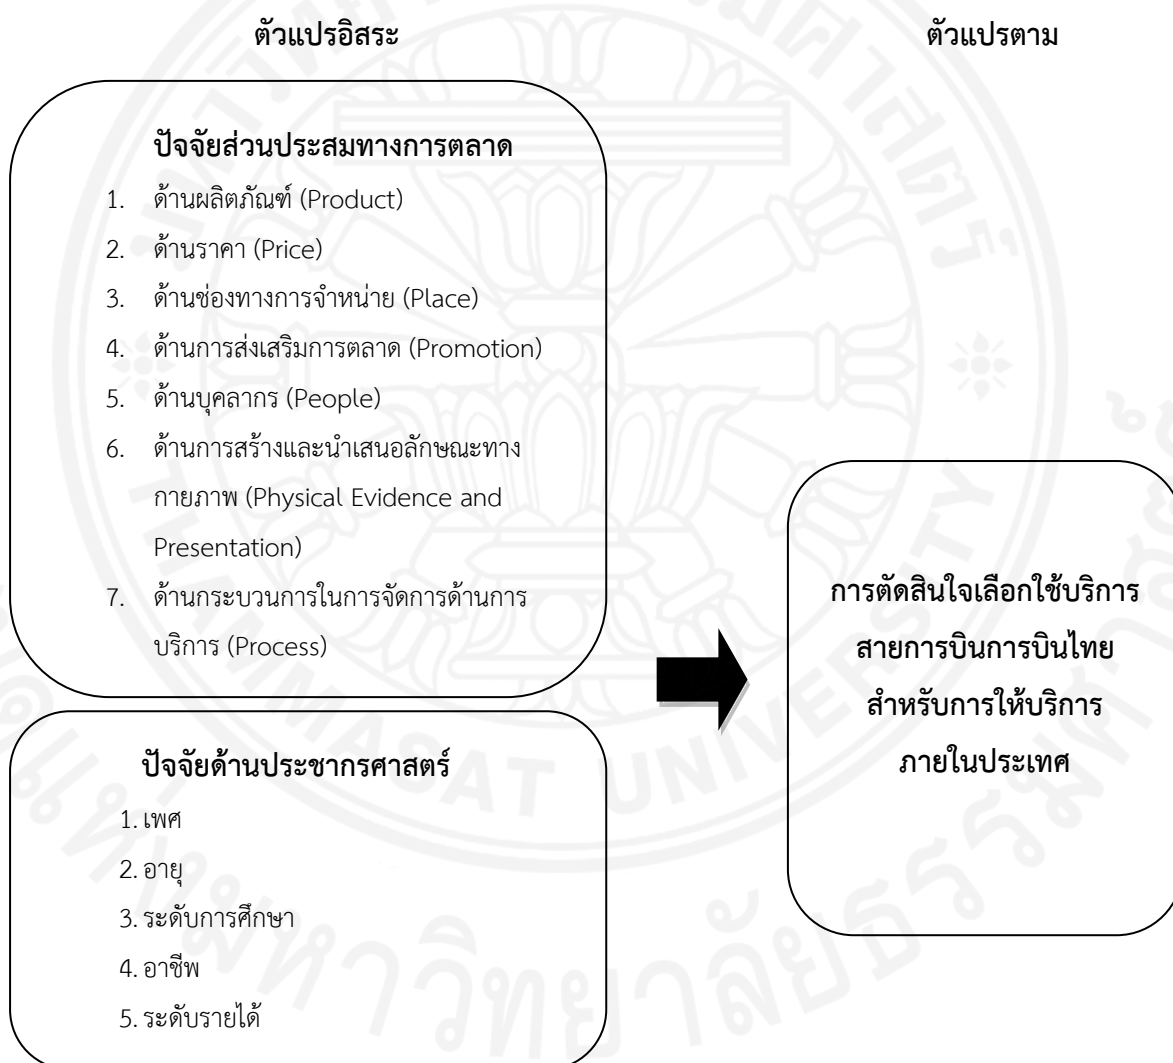 ตัวแปรอิสระ
ตัวแปรตาม
ปัจจัยส่วนประสมทางการตลาด
1. ด้านผลิตภัณฑ์ (Product)
2. ด้านราคา (Price)
3. ด้านช่องทางการจำหน่าย (Place)
4. ด้านการส่งเสริมการตลาด (Promotion)
5. ด้านบุคลากร (People)
6. ด้านการสร้างและนำเสนอลักษณะทาง
กายภาพ (Physical Evidence and
Presentation)
7. ด้านกระบวนการในการจัดการด้านการ
บริการ (Process)
ปัจจัยด้านประชากรศาสตร์
1. เพศ
2. อายุ
3. ระดับการศึกษา
4. อาชีพ
5. ระดับรายได้
การตัดสินใจเลือกใช้บริการ
สายการบินการบินไทย
สำหรับการให้บริการ
ภายในประเทศ
THAMMASAT UNIVERSITY